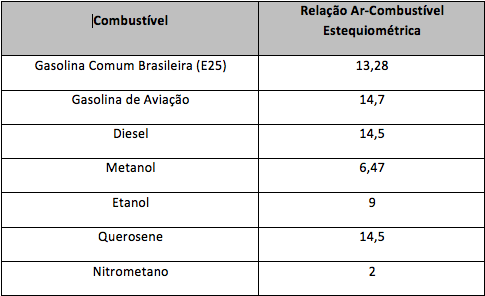 Combustível
Relação Ar-Combustível
Estequiométrica
Gasolina Comum Brasileira (E25) 13,28
Gasolina de Aviação 14,7
Diesel 14,5
Metanol 6,47
Etanol 9
Querosene 14,5
Nitrometano 2